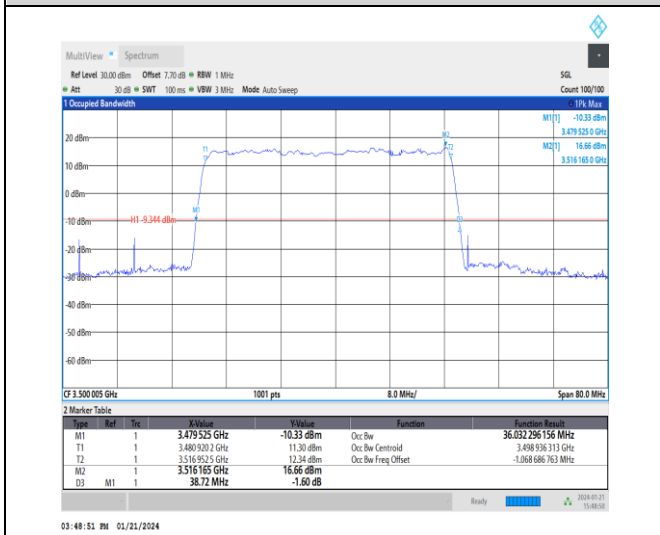 MultiView Spectrum
Ref Level 30.00 dBm Offset 7.70 dB RBW 1 MHz SGL
Att 30 dB SWT 100 ms VBW 3 MHz Mode Auto Sweep Count 100/100
1 Occupied Bandwidth 1Pk Max
M1[1] -10.33 dBm
3.479 525 0 GHz
M2[1] 16.66 dBm
3.516 165 0 GHz
M2
T1
T2
20 dBm
10 dBm
0 dBm
M1
D3
-10 dBm
H1 -9.344 dBm
-20 dBm
-30 dBm
-40 dBm
-50 dBm
-60 dBm
CF 3.500 005 GHz 1001 pts 8.0 MHz/ Span 80.0 MHz
2 Marker Table
Type Ref Trc X-Value Y-Value Function Function Result
M1 1 3.479 525 GHz -10.33 dBm Occ Bw 36.032 296 156 MHz
T1 1 3.480 920 2 GHz 11.30 dBm Occ Bw Centroid 3.498 936 313 GHz
T2 1 3.516 952 5 GHz 12.34 dBm Occ Bw Freq Offset -1.068 686 763 MHz
M2 1 3.516 165 GHz 16.66 dBm
D3 M1 1 38.72 MHz -1.60 dB
Ready 2024-01-21
15:48:50
03:48:51 PM 01/21/2024